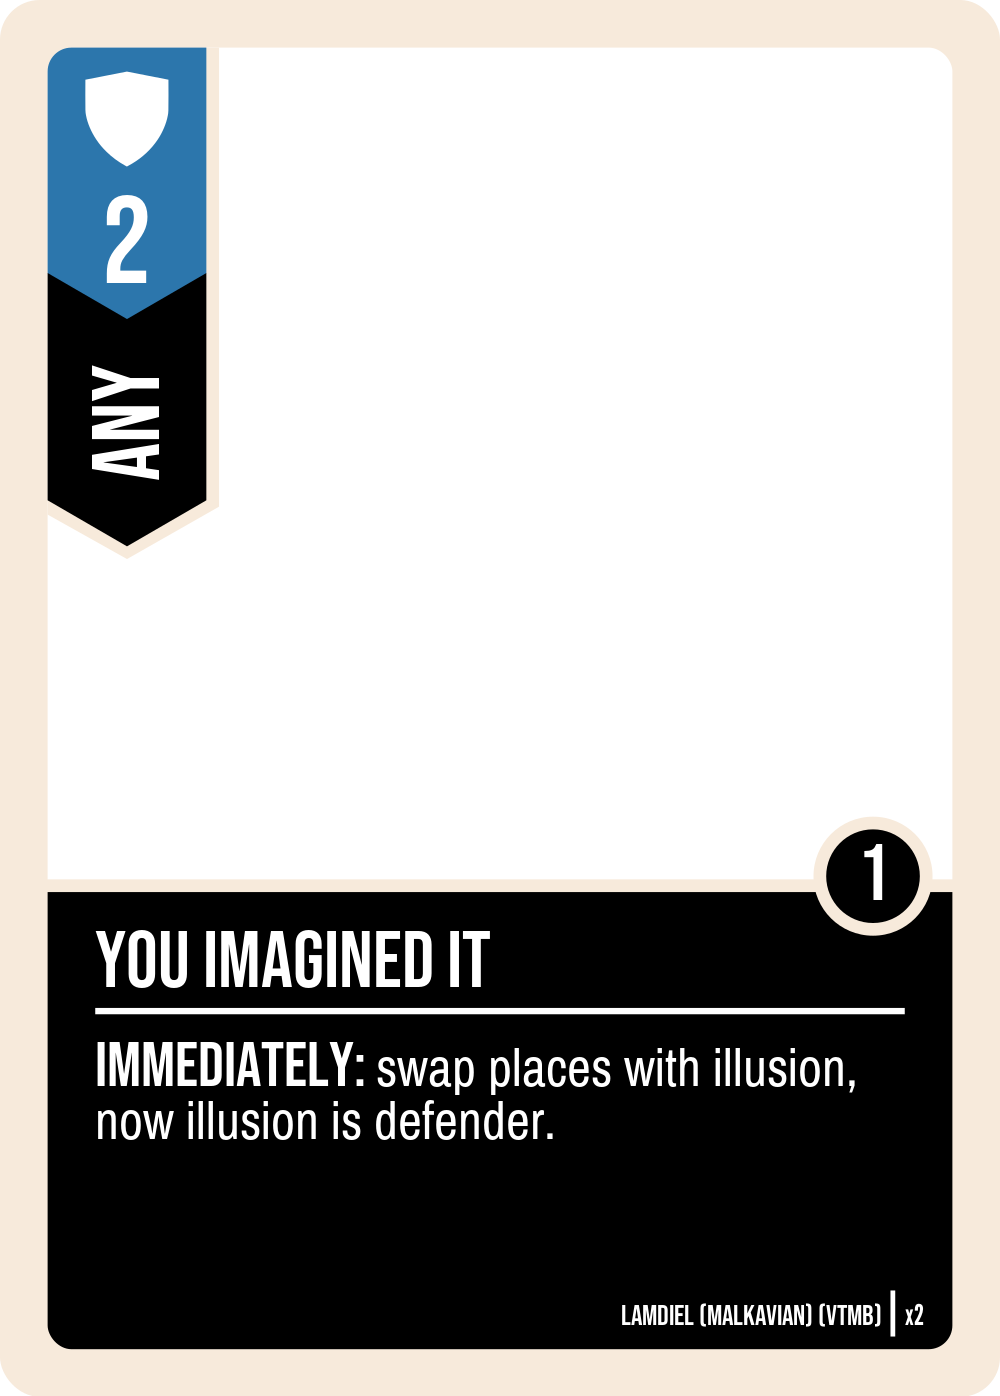 2
ANY
1
YOU IMAGINED IT
IMMEDIATELY: swap places with illusion,
now illusion is defender.
LAMDIEL (MALKAVIAN) (VTMB) x2